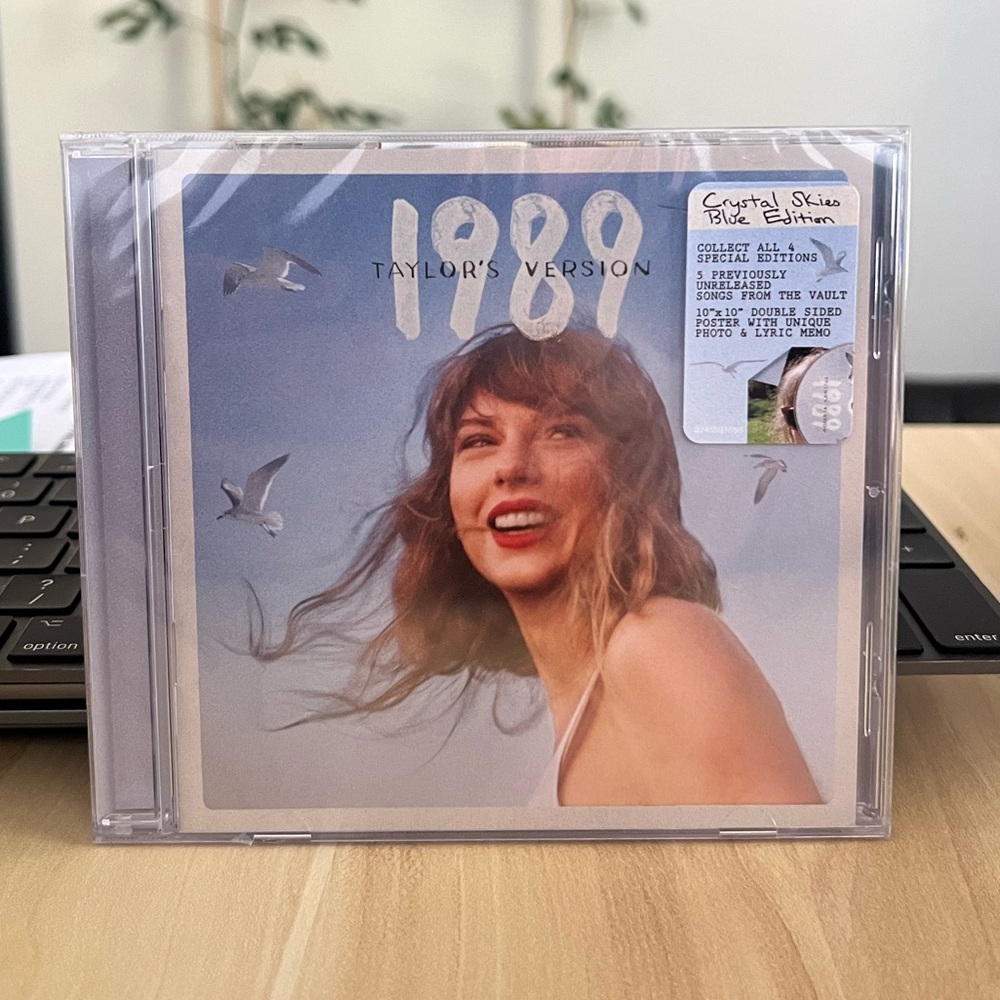 1989
TAYLOR'S VERSION
Crystal Skies
Blue Edition
COLLECT ALL 4
SPECIAL EDITIONS
5 PREVIOUSLY
UNRELEASED
SONGS FROM THE VAULT
10"x10" DOUBLE SIDED
POSTER WITH UNIQUE
PHOTO & LYRIC MEMO
1989
P
?
/
option
+
enter